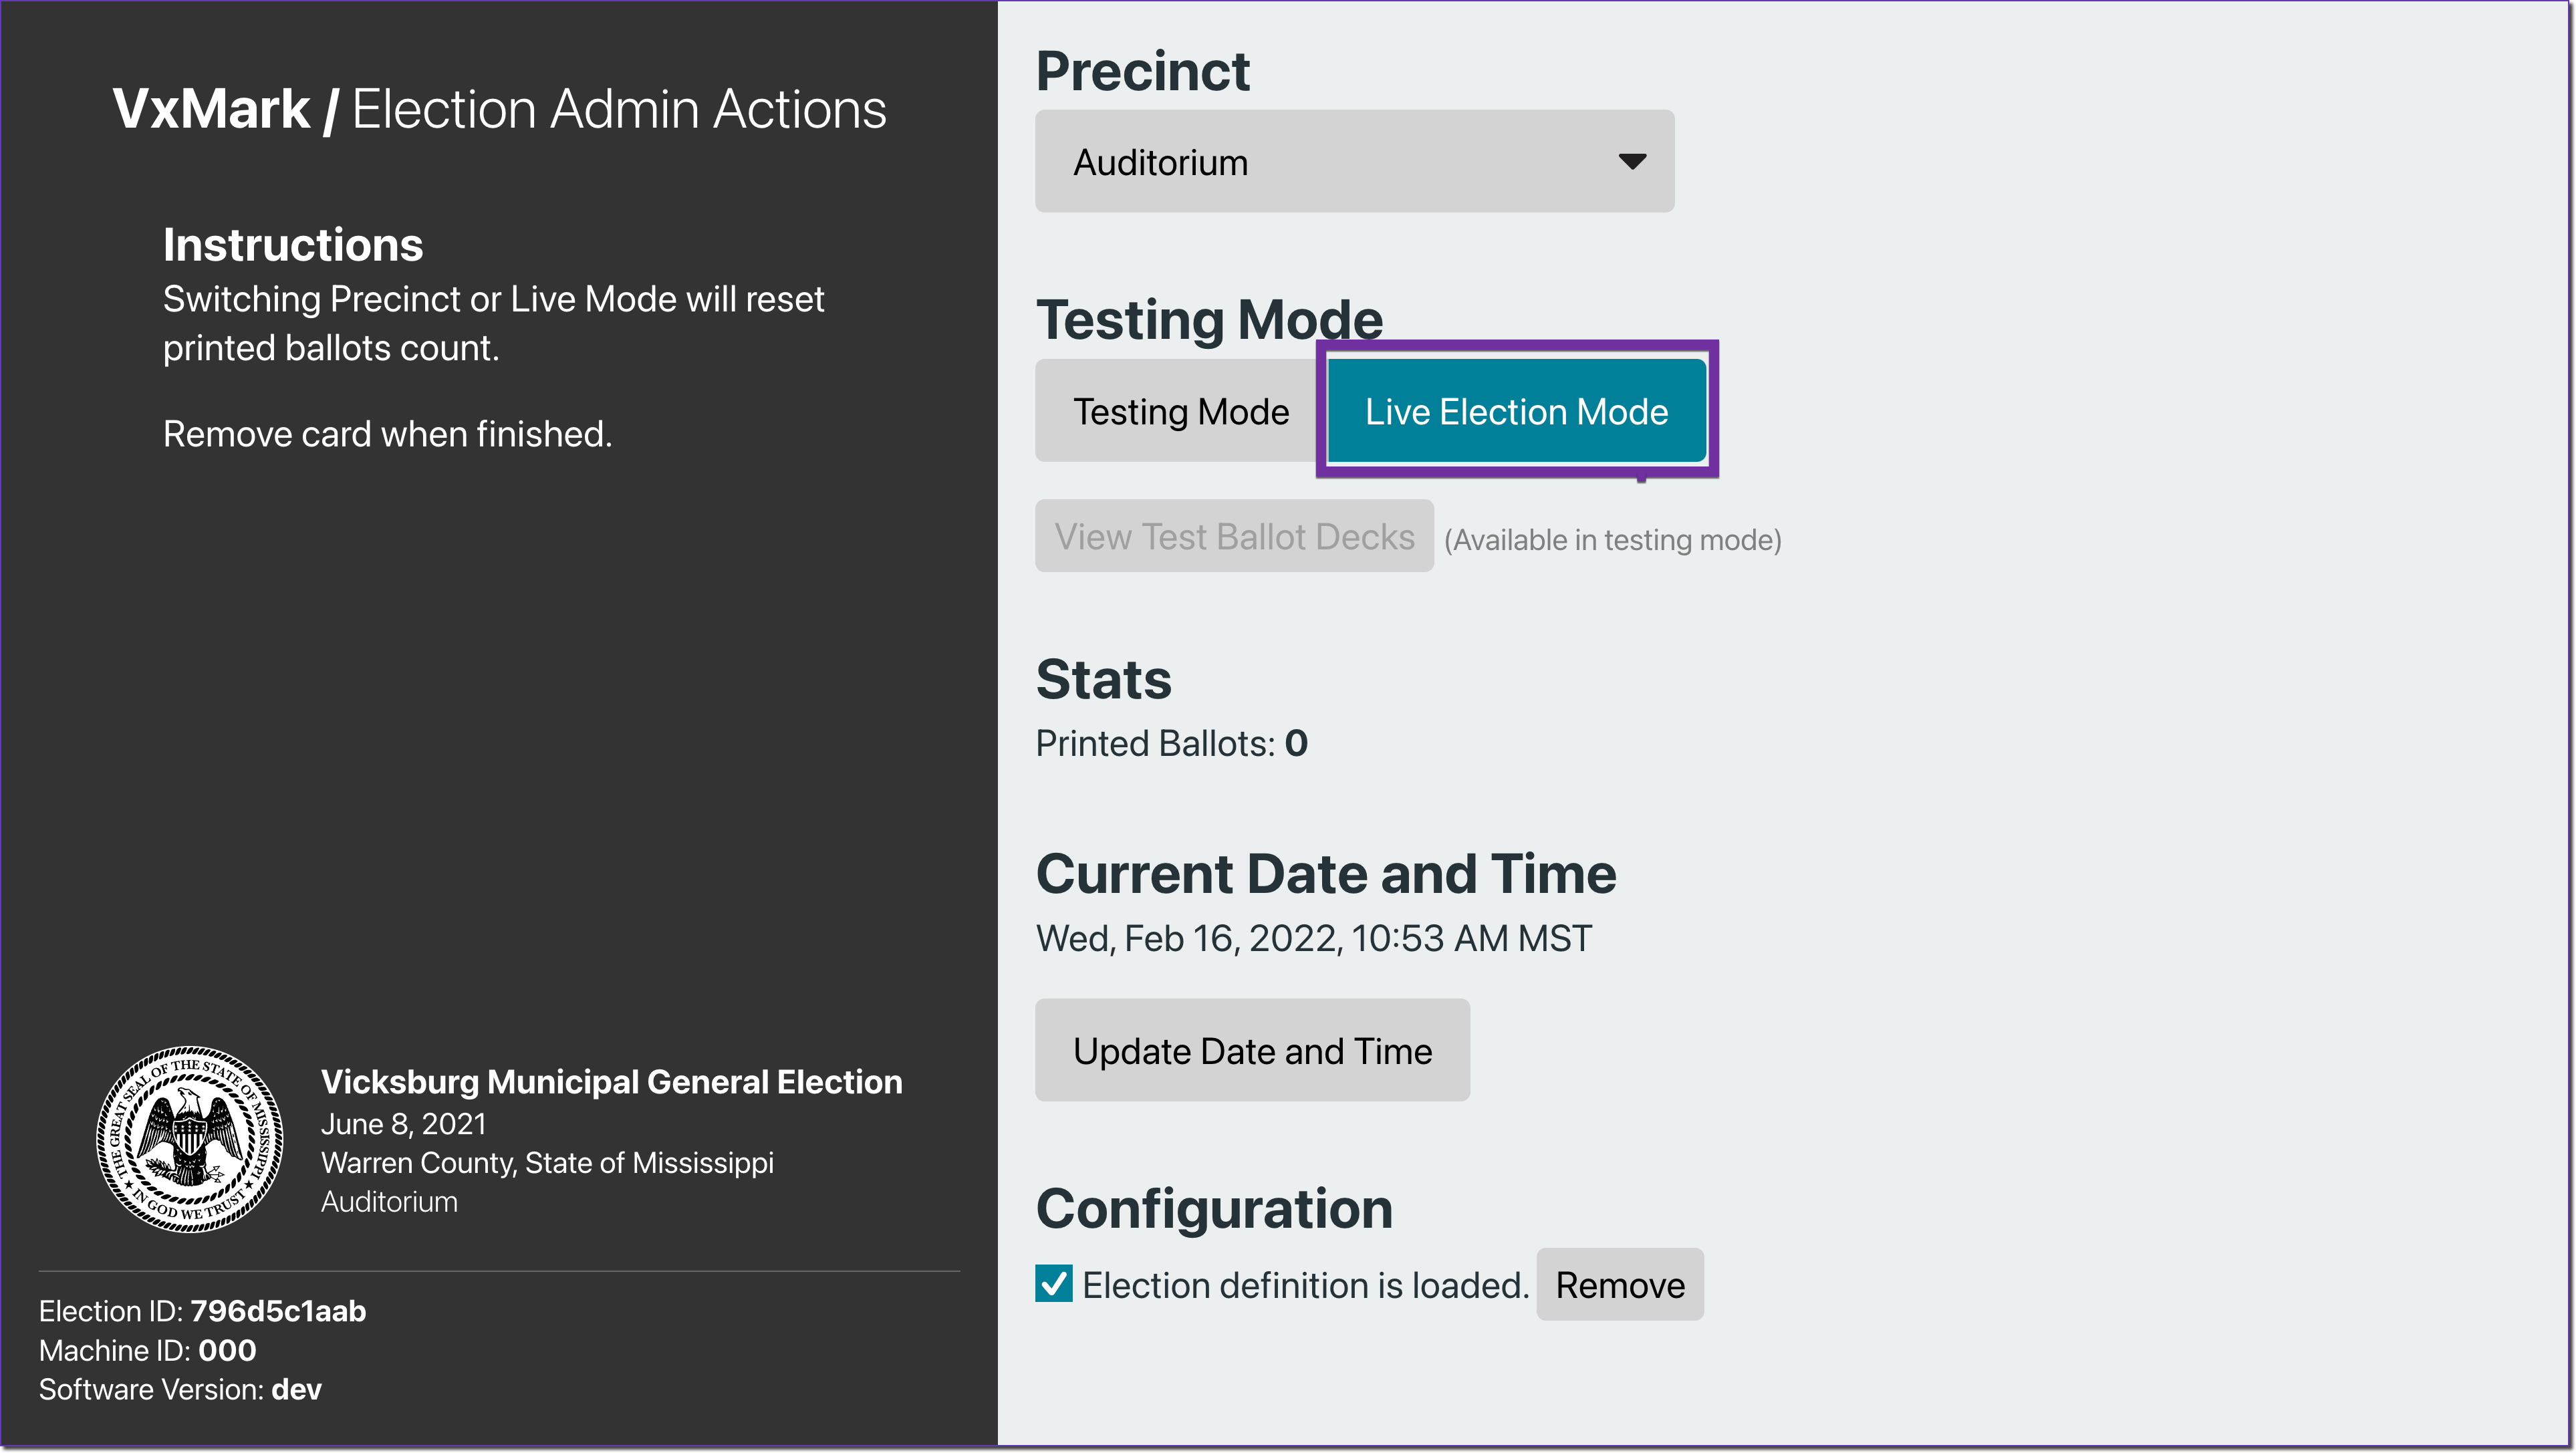 VxMark / Election Admin Actions
Instructions
Switching Precinct or Live Mode will reset
printed ballots count.
Remove card when finished.
THE GREAT SEAL OF THE STATE OF MISSISSIPPI
★ IN GOD WE TRUST ★
Vicksburg Municipal General Election
June 8, 2021
Warren County, State of Mississippi
Auditorium
Election ID: 796d5c1aab
Machine ID: 000
Software Version: dev
Precinct
Auditorium
Testing Mode
Testing Mode Live Election Mode
View Test Ballot Decks (Available in testing mode)
Stats
Printed Ballots: 0
Current Date and Time
Wed, Feb 16, 2022, 10:53 AM MST
Update Date and Time
Configuration
Election definition is loaded. Remove